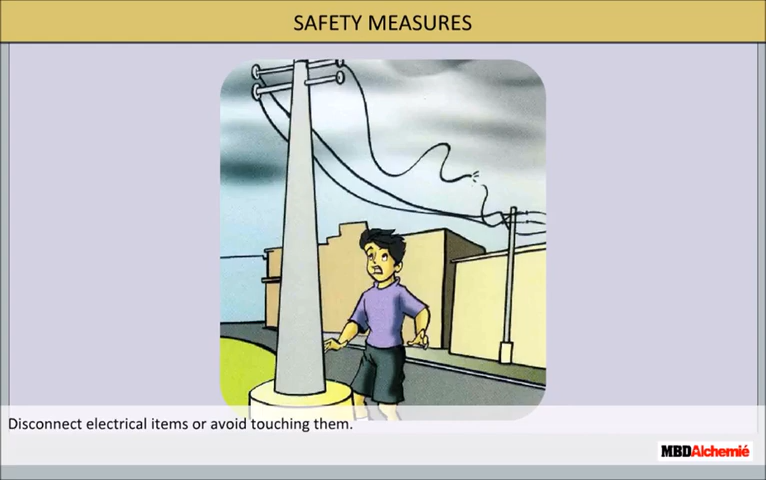 SAFETY MEASURES
Disconnect electrical items or avoid touching them.
MBDAlchemié